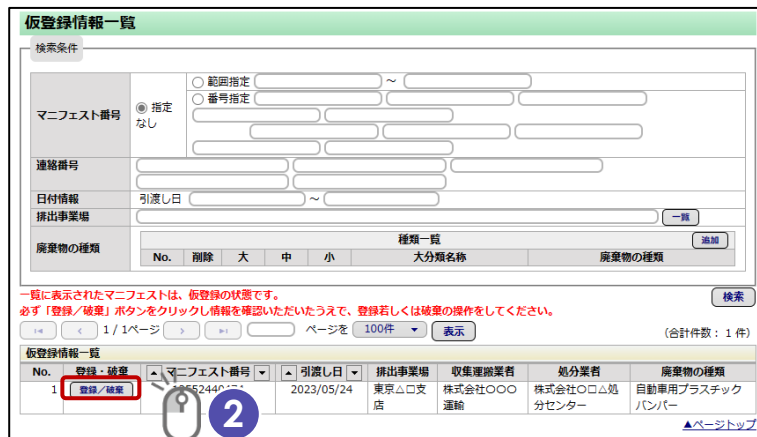 仮登録情報一覧
検索条件
マニフェスト番号
指定なし
範囲指定 ～
番号指定
連絡番号
日付情報 引渡し日 ～
排出事業場 一覧
廃棄物の種類 種類一覧 追加
No. 削除 大 中 小 大分類名称 廃棄物の種類
一覧に表示されたマニフェストは、仮登録の状態です。 検索
必ず「登録／破棄」ボタンをクリックし情報を確認いただいたうえで、登録若しくは破棄の操作をしてください。
1 / 1ページ ページを 100件 表示 (合計件数： 1 件)
仮登録情報一覧
No. 登録・破棄 ▲ マニフェスト番号 ▼ ▲ 引渡し日 ▼ 排出事業場 収集運搬業者 処分業者 廃棄物の種類
1 登録／破棄 2023/05/24 東京△□支店 株式会社○○○運輸 株式会社○□△処分センター 自動車用プラスチックバンパー
2
▲ページトップ